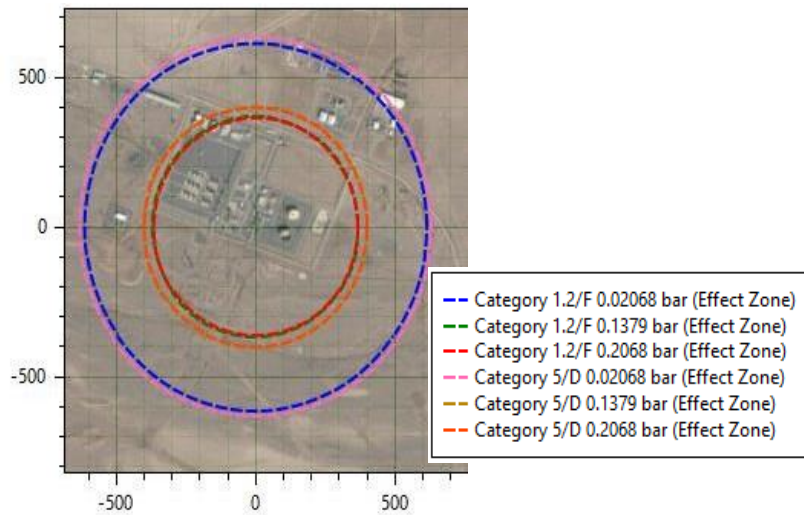 500
0
-500
-500
0
500
Category 1.2/F 0.02068 bar (Effect Zone)
Category 1.2/F 0.1379 bar (Effect Zone)
Category 1.2/F 0.2068 bar (Effect Zone)
Category 5/D 0.02068 bar (Effect Zone)
Category 5/D 0.1379 bar (Effect Zone)
Category 5/D 0.2068 bar (Effect Zone)